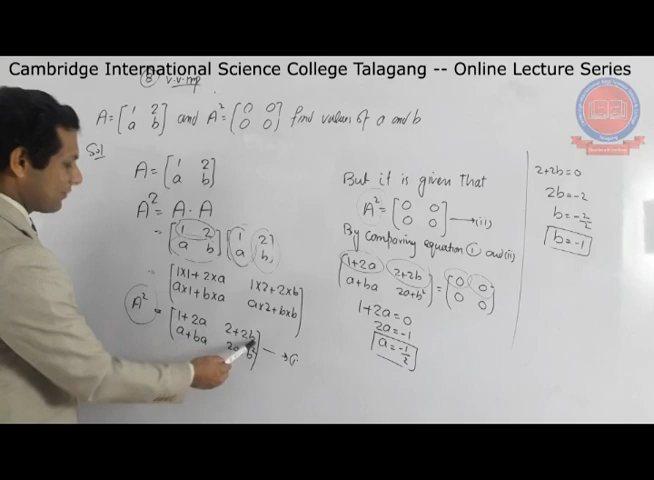 Cambridge International Science College Talagang -- Online Lecture Series
⑧ V.V.Imp
A = [1 2; a b] and A² = [0 0; 0 0] find values of a and b
Sol
A = [1 2; a b]
A² = A · A
= [1 2; a b] [1 2; a b]
= [1×1+2×a 1×2+2×b; a×1+b×a a×2+b×b]
A² = [1+2a 2+2b; a+ba 2a b²] → (i
But it is given that
A² = [0 0; 0 0] → (ii)
By comparing equation ① and (ii)
[1+2a 2+2b; a+ba 2a+b²] = [0 0; 0 0]
1+2a=0
2a=-1
a=-1/2
2+2b=0
2b=-2
b=-2/2
b=-1